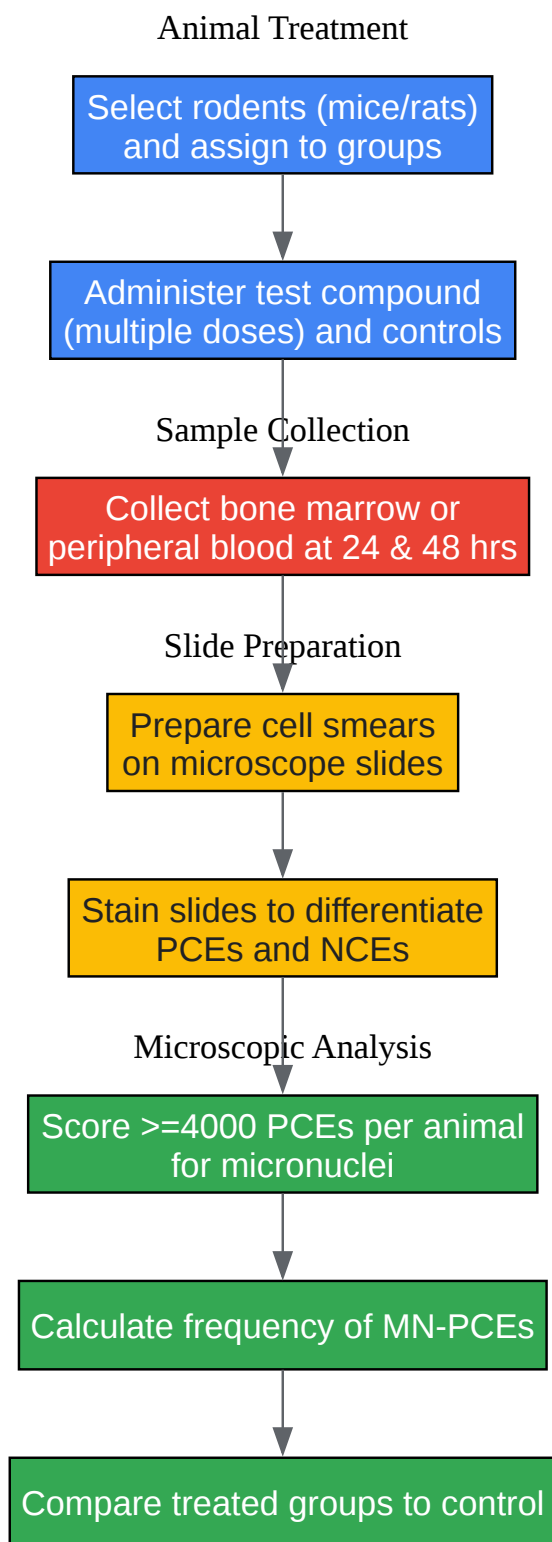 Animal Treatment
Select rodents (mice/rats)
and assign to groups
Administer test compound
(multiple doses) and controls
Sample Collection
Collect bone marrow or
peripheral blood at 24 & 48 hrs
Slide Preparation
Prepare cell smears
on microscope slides
Stain slides to differentiate
PCEs and NCEs
Microscopic Analysis
Score >=4000 PCEs per animal
for micronuclei
Calculate frequency of MN-PCEs
Compare treated groups to control